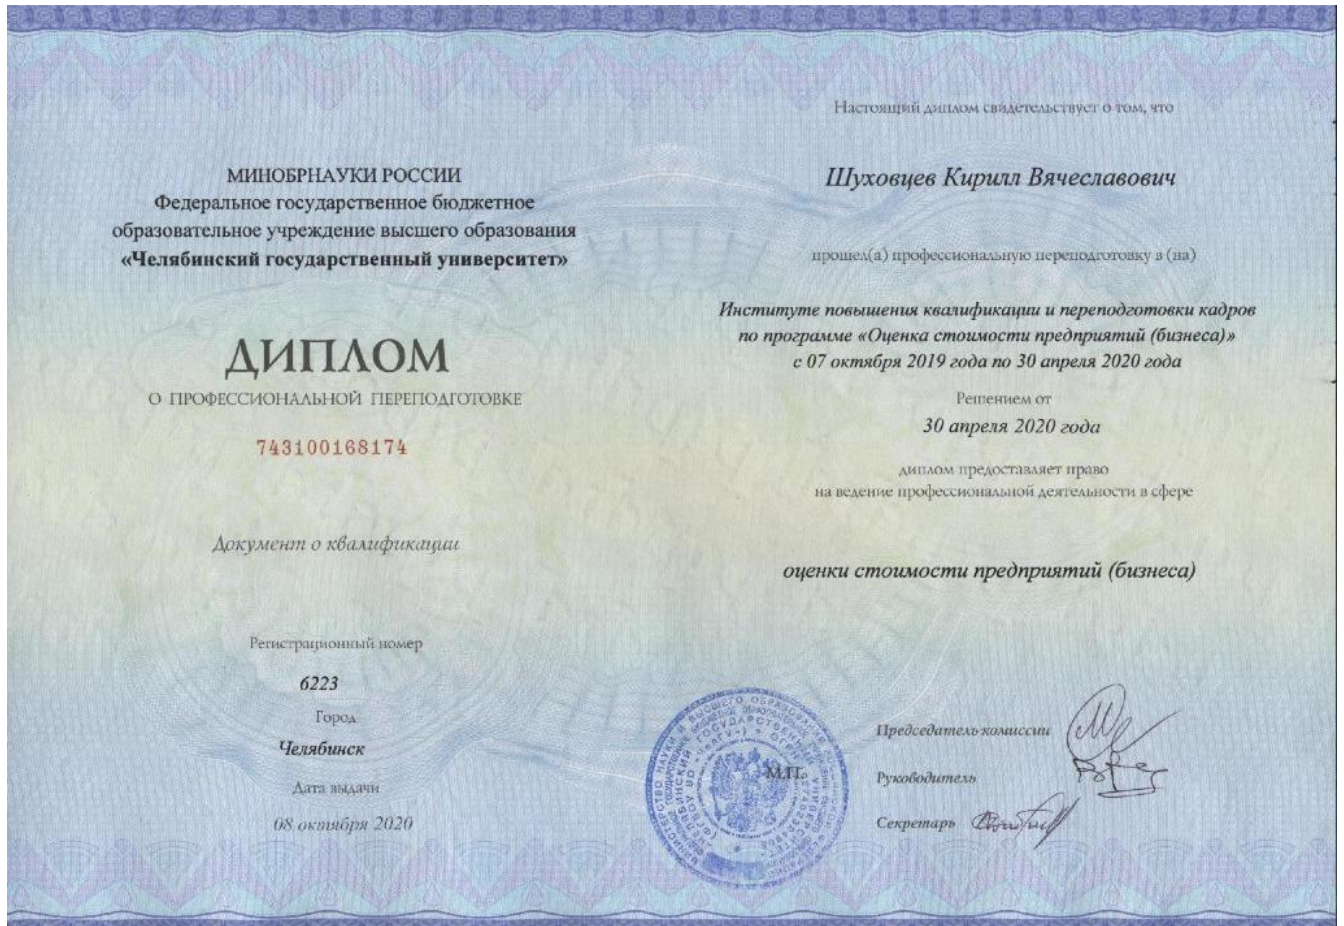 МИНОБРНАУКИ РОССИИ
Федеральное государственное бюджетное
образовательное учреждение высшего образования
«Челябинский государственный университет»
ДИПЛОМ
О ПРОФЕССИОНАЛЬНОЙ ПЕРЕПОДГОТОВКЕ
743100168174
Документ о квалификации
Регистрационный номер
6223
Город
Челябинск
Дата выдачи
08 октября 2020
Настоящий диплом свидетельствует о том, что
Шуховцев Кирилл Вячеславович
прошел(а) профессиональную переподготовку в (на)
Институте повышения квалификации и переподготовки кадров
по программе «Оценка стоимости предприятий (бизнеса)»
с 07 октября 2019 года по 30 апреля 2020 года
Решением от
30 апреля 2020 года
диплом предоставляет право
на ведение профессиональной деятельности в сфере
оценки стоимости предприятий (бизнеса)
Председатель комиссии
М.П.
Руководитель
Секретарь